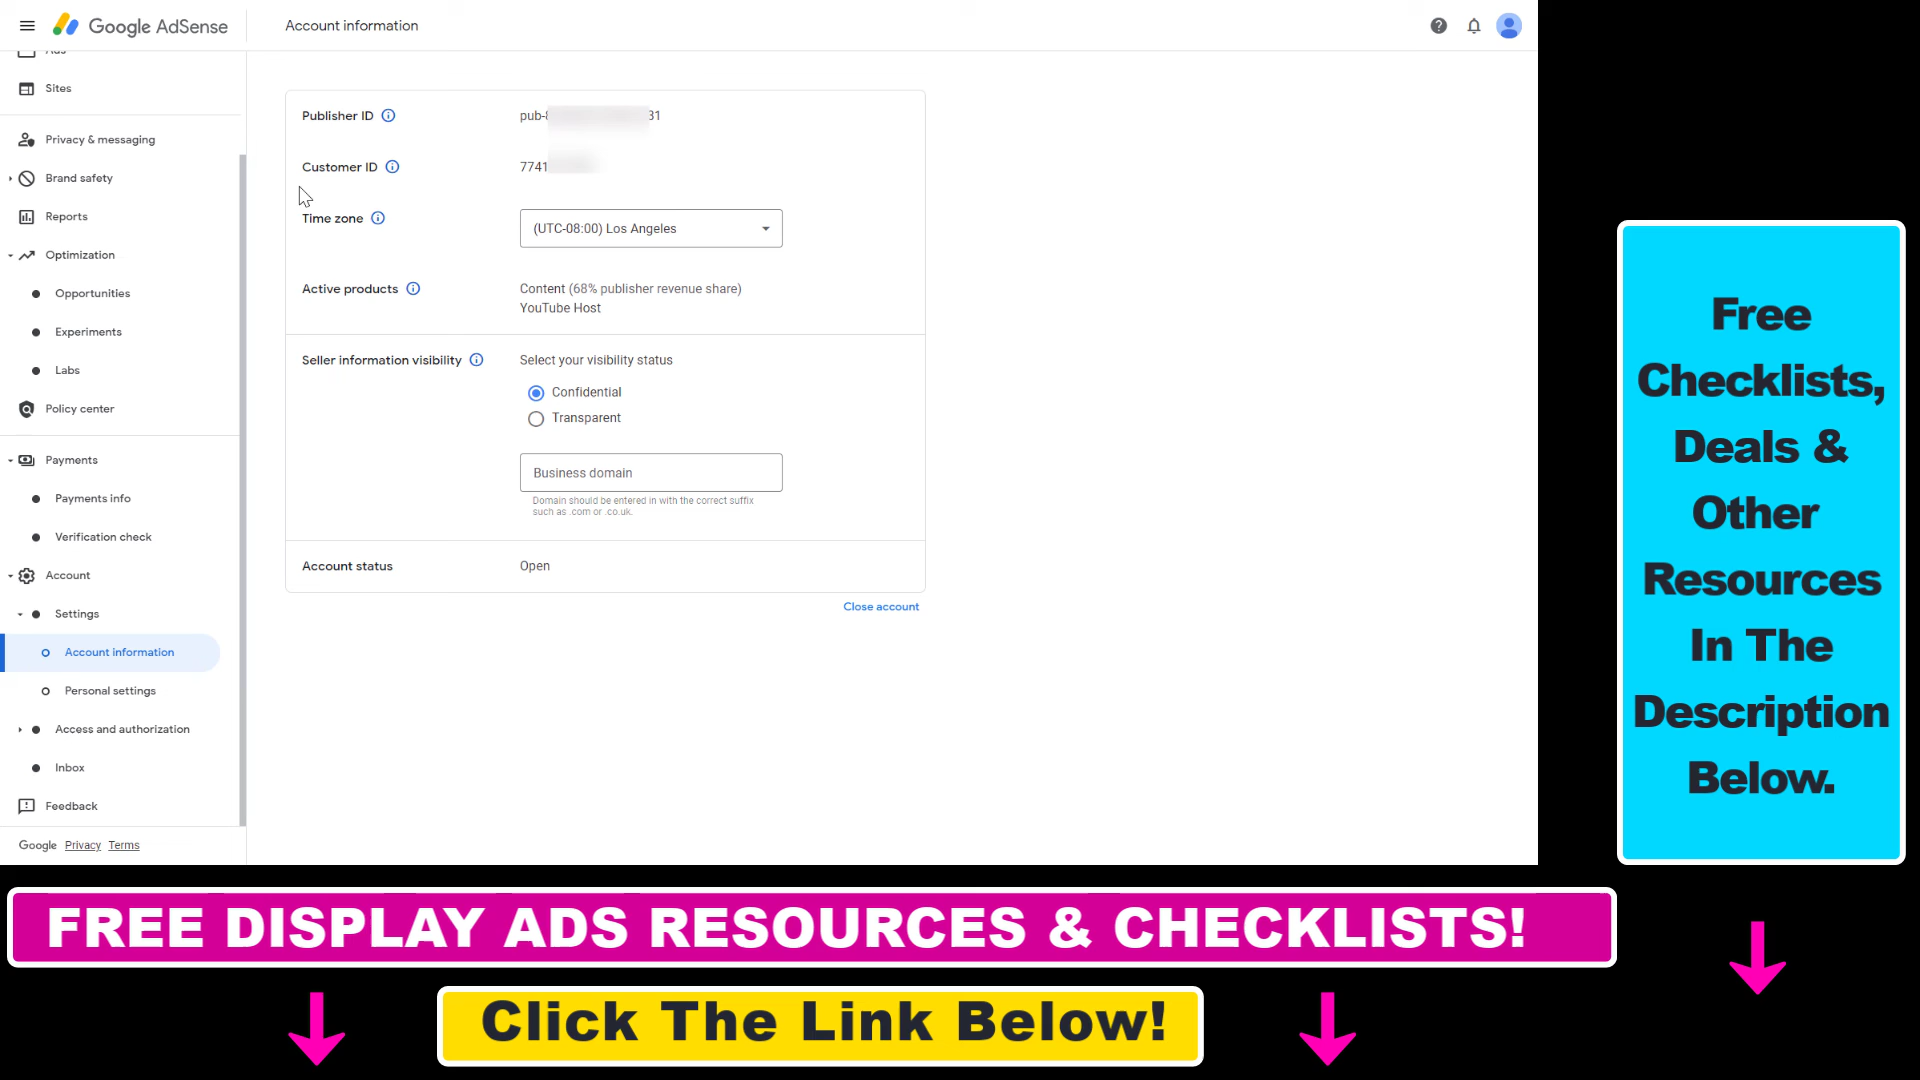 Google AdSense
Account information
Ads
Sites
Privacy & messaging
Brand safety
Reports
Optimization
Opportunities
Experiments
Labs
Policy center
Payments
Payments info
Verification check
Account
Settings
Account information
Personal settings
Access and authorization
Inbox
Feedback
Google Privacy Terms
Publisher ID
31
Customer ID
7741
Time zone
(UTC-08:00) Los Angeles
Active products
Content (68% publisher revenue share)
YouTube Host
Seller information visibility
Select your visibility status
Confidential
Transparent
Business domain
Domain should be entered in with the correct suffix
such as .com or .co.uk.
Account status
Open
Close account
Free
Checklists,
Deals &
Other
Resources
In The
Description
Below.
FREE DISPLAY ADS RESOURCES & CHECKLISTS!
Click The Link Below!